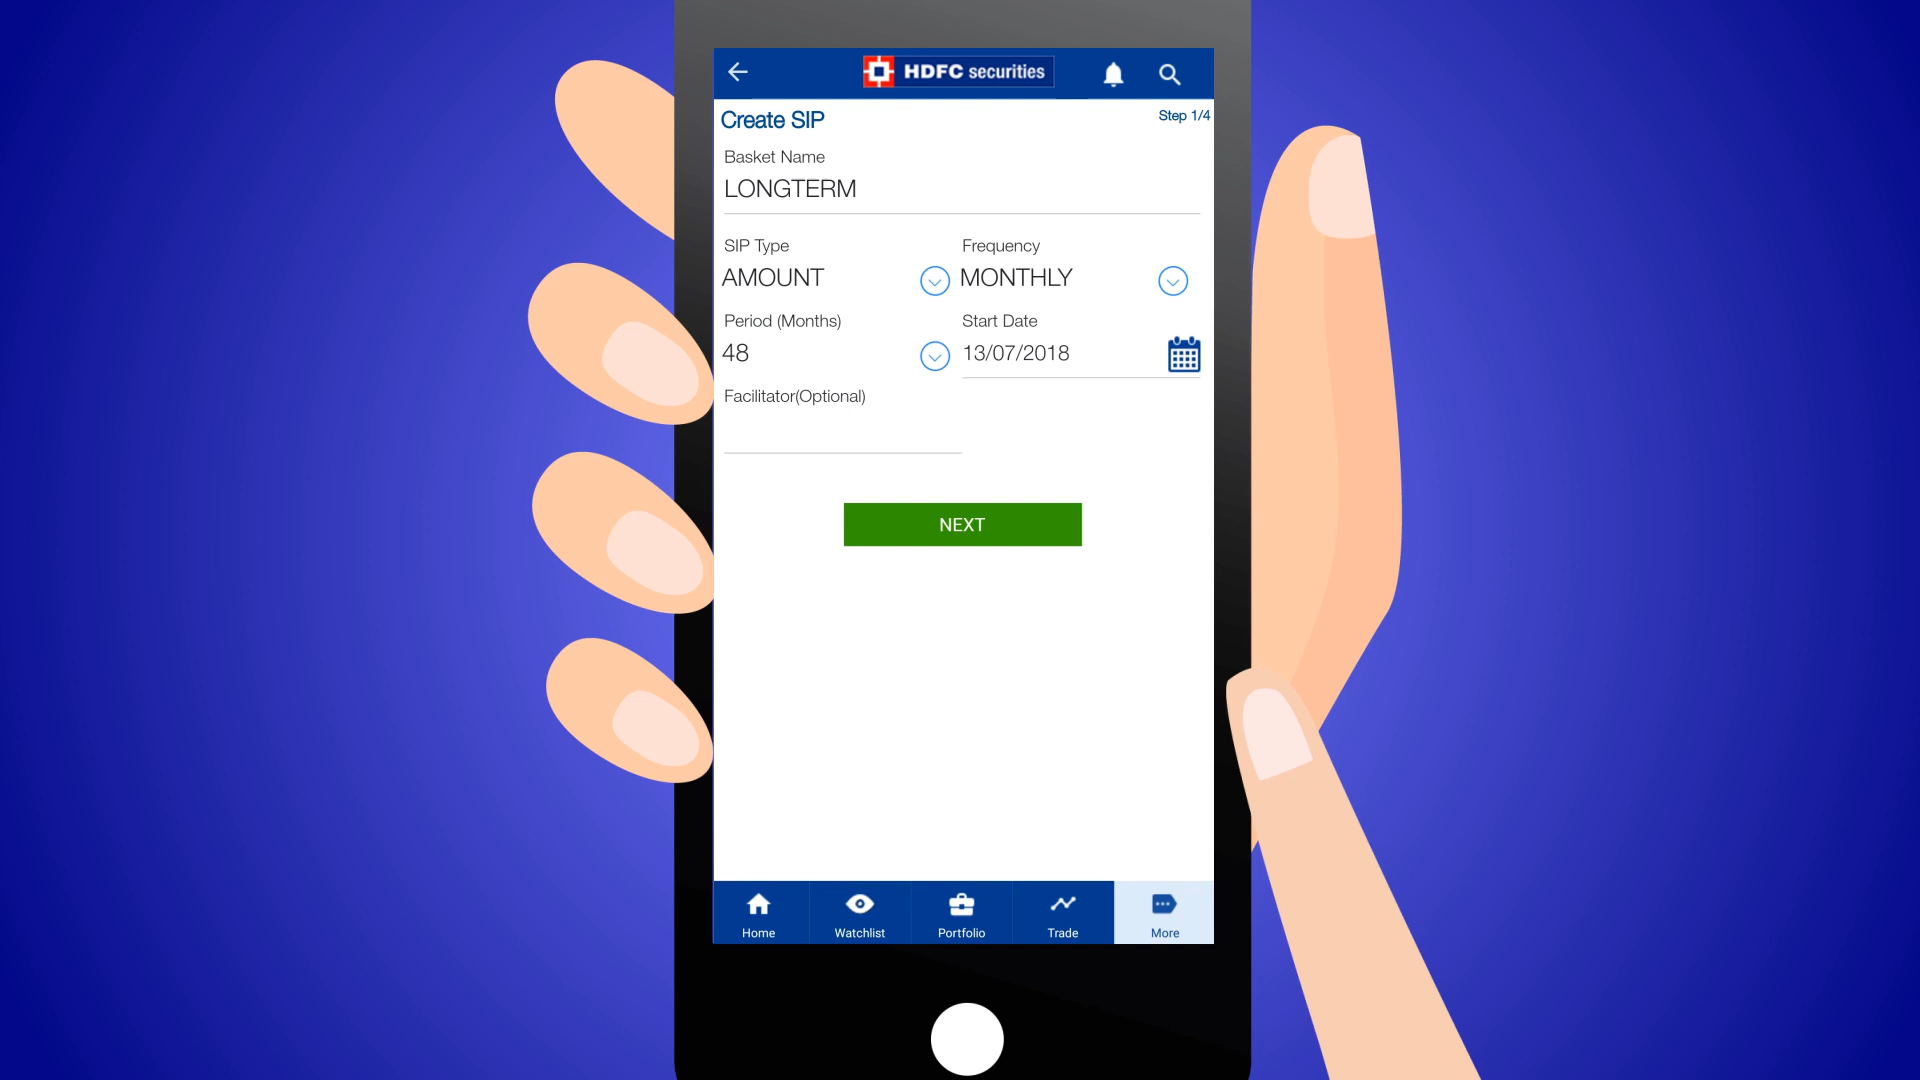 HDFC securities
Create SIP
Step 1/4
Basket Name
LONGTERM
SIP Type
Frequency
AMOUNT
MONTHLY
Period (Months)
Start Date
48
13/07/2018
Facilitator(Optional)
NEXT
Home
Watchlist
Portfolio
Trade
More